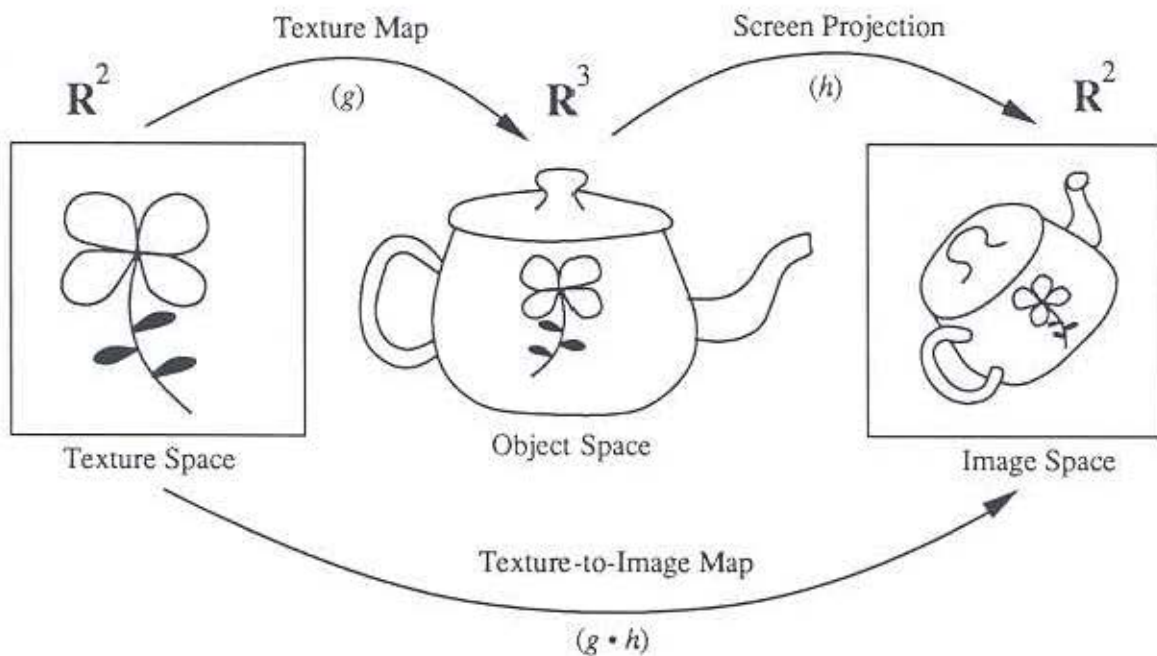 Texture Map
Screen Projection
R²
(g)
R³
(h)
R²
Texture Space
Object Space
Image Space
Texture-to-Image Map
(g • h)